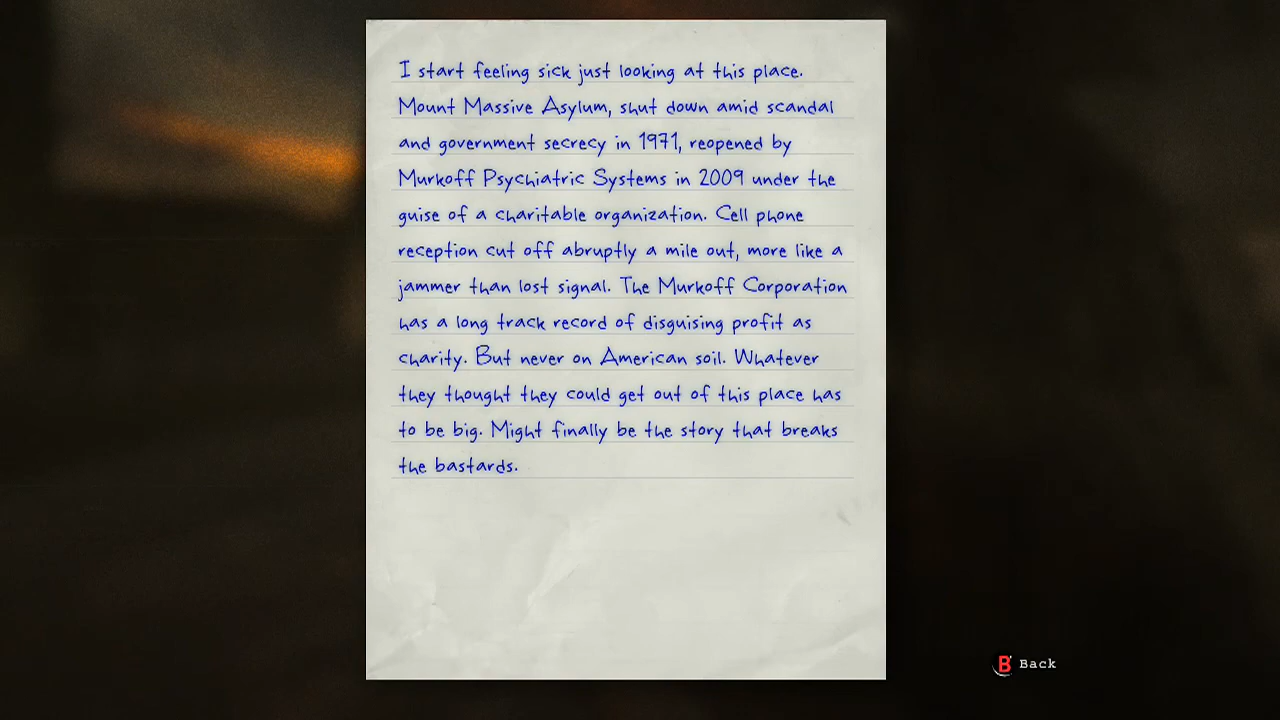 I start feeling sick just looking at this place.
Mount Massive Asylum, shut down amid scandal
and government secrecy in 1971, reopened by
Murkoff Psychiatric Systems in 2009 under the
guise of a charitable organization. Cell phone
reception cut off abruptly a mile out, more like a
jammer than lost signal. The Murkoff Corporation
has a long track record of disguising profit as
charity. But never on American soil. Whatever
they thought they could get out of this place has
to be big. Might finally be the story that breaks
the bastards.
B Back